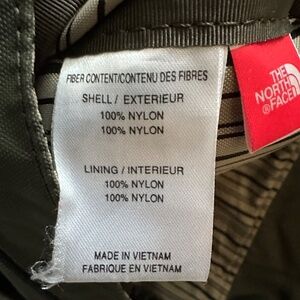 FIBER CONTENT/CONTENU DES FIBRES
SHELL / EXTERIEUR
100% NYLON
100% NYLON
LINING / INTERIEUR
100% NYLON
100% NYLON
MADE IN VIETNAM
FABRIQUE EN VIETNAM
THE
NORTH
®FACE